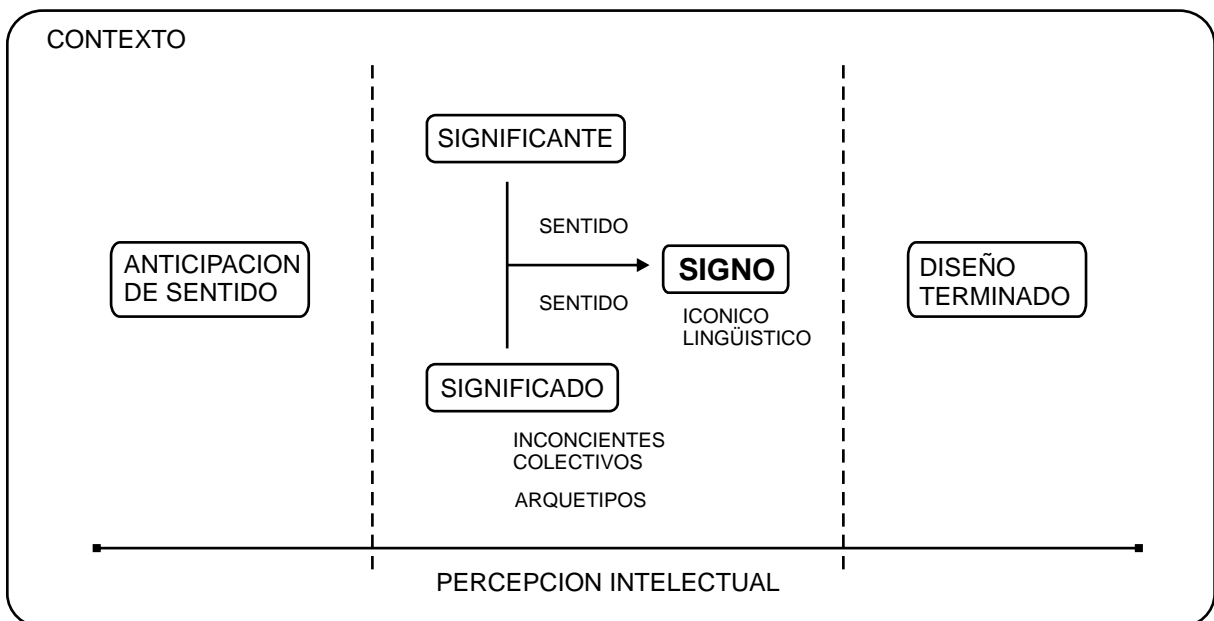 CONTEXTO
SIGNIFICANTE
SENTIDO
ANTICIPACION
DE SENTIDO
SIGNO
DISEÑO
TERMINADO
SENTIDO
ICONICO
LINGÜISTICO
SIGNIFICADO
INCONCIENTES
COLECTIVOS
ARQUETIPOS
PERCEPCION INTELECTUAL